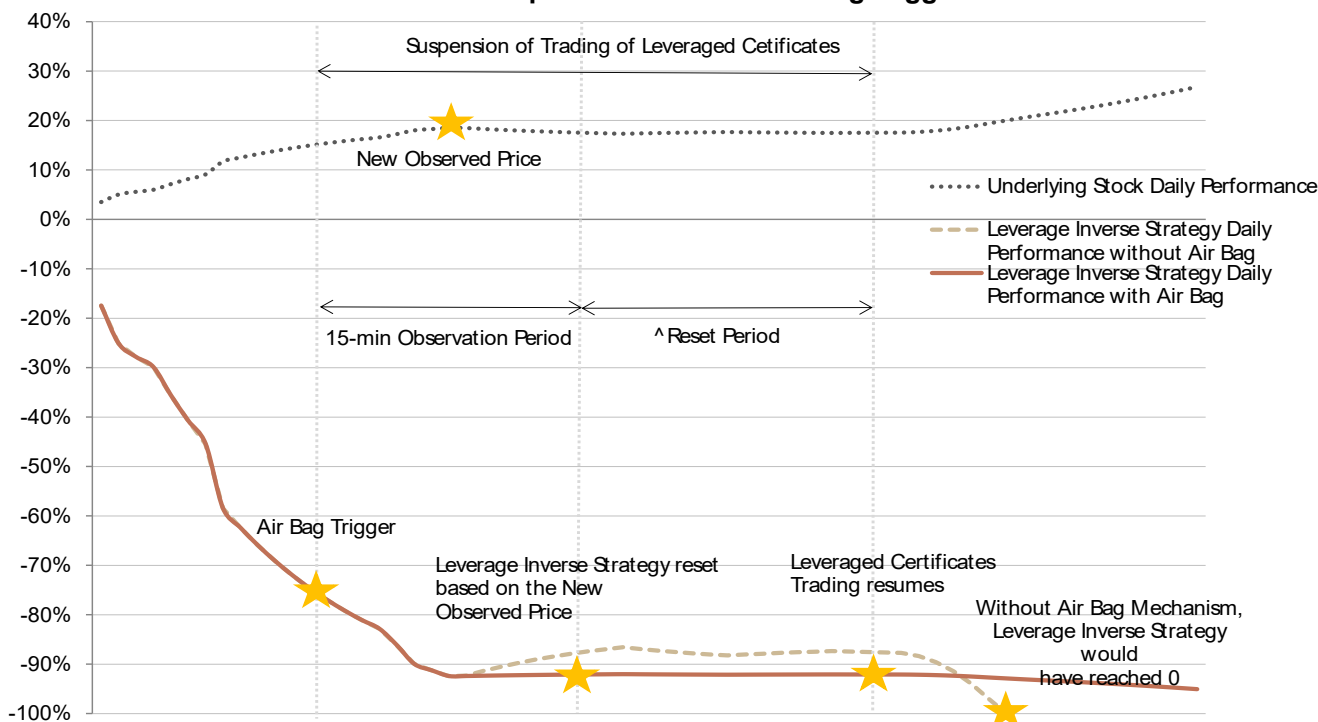 40%
Suspension of Trading of Leveraged Cetificates
30%
20%
New Observed Price
10%
Underlying Stock Daily Performance
0%
Leverage Inverse Strategy Daily
Performance without Air Bag
-10%
Leverage Inverse Strategy Daily
Performance with Air Bag
-20%
15-min Observation Period
^ Reset Period
-30%
-40%
-50%
-60%
Air Bag Trigger
-70%
Leverage Inverse Strategy reset
based on the New
Observed Price
Leveraged Certificates
Trading resumes
-80%
Without Air Bag Mechanism,
Leverage Inverse Strategy
would
have reached 0
-90%
-100%